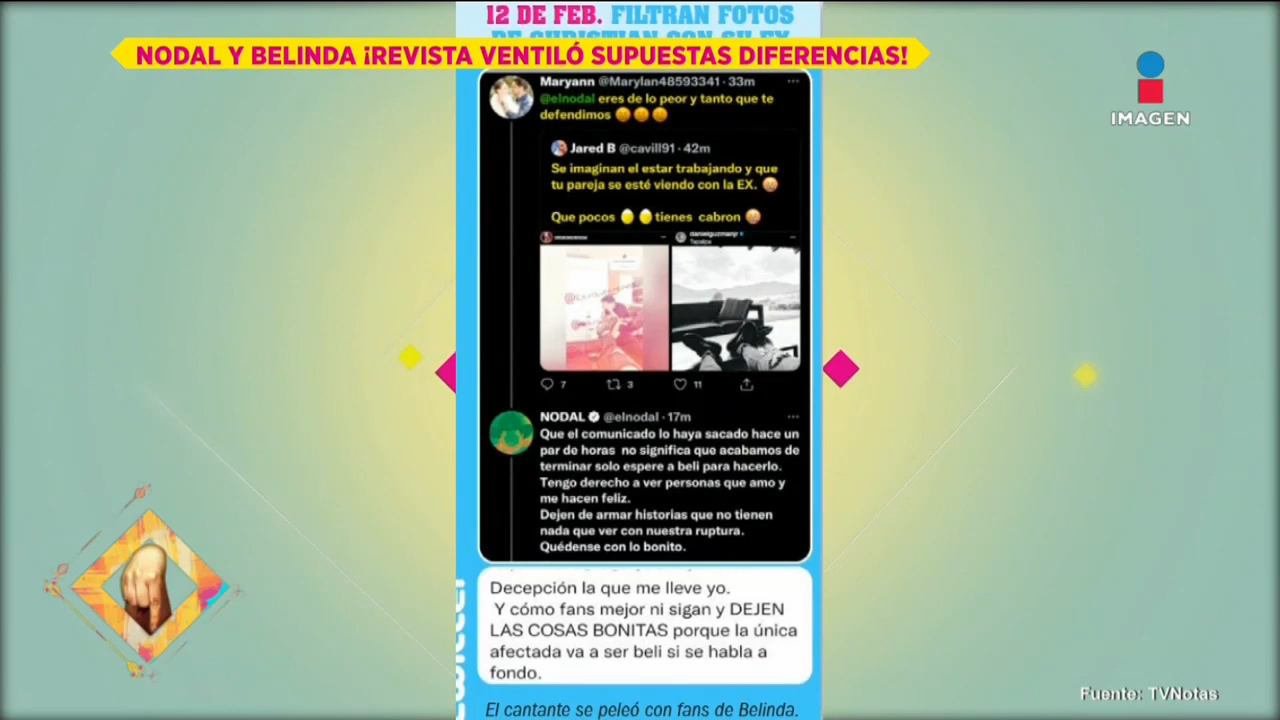 12 DE FEB. FILTRAN FOTOS
DE CHRISTIAN CON SU EX
NODAL Y BELINDA ¡REVISTA VENTILÓ SUPUESTAS DIFERENCIAS!
IMAGEN
Maryann @Marylan48593341 · 33m
@elnodal eres de lo peor y tanto que te
defendimos
Jared B @cavill91 · 42m
Se imaginan el estar trabajando y que
tu pareja se esté viendo con la EX.
Que pocos tienes cabron
danielguzmanjr
Tapalpa
7 3 11
NODAL @elnodal · 17m
Que el comunicado lo haya sacado hace un
par de horas no significa que acabamos de
terminar solo espere a beli para hacerlo.
Tengo derecho a ver personas que amo y
me hacen feliz.
Dejen de armar historias que no tienen
nada que ver con nuestra ruptura.
Quédense con lo bonito.
Decepción la que me lleve yo.
Y cómo fans mejor ni sigan y DEJEN
LAS COSAS BONITAS porque la única
afectada va a ser beli si se habla a
fondo.
El cantante se peleó con fans de Belinda.
Fuente: TVNotas